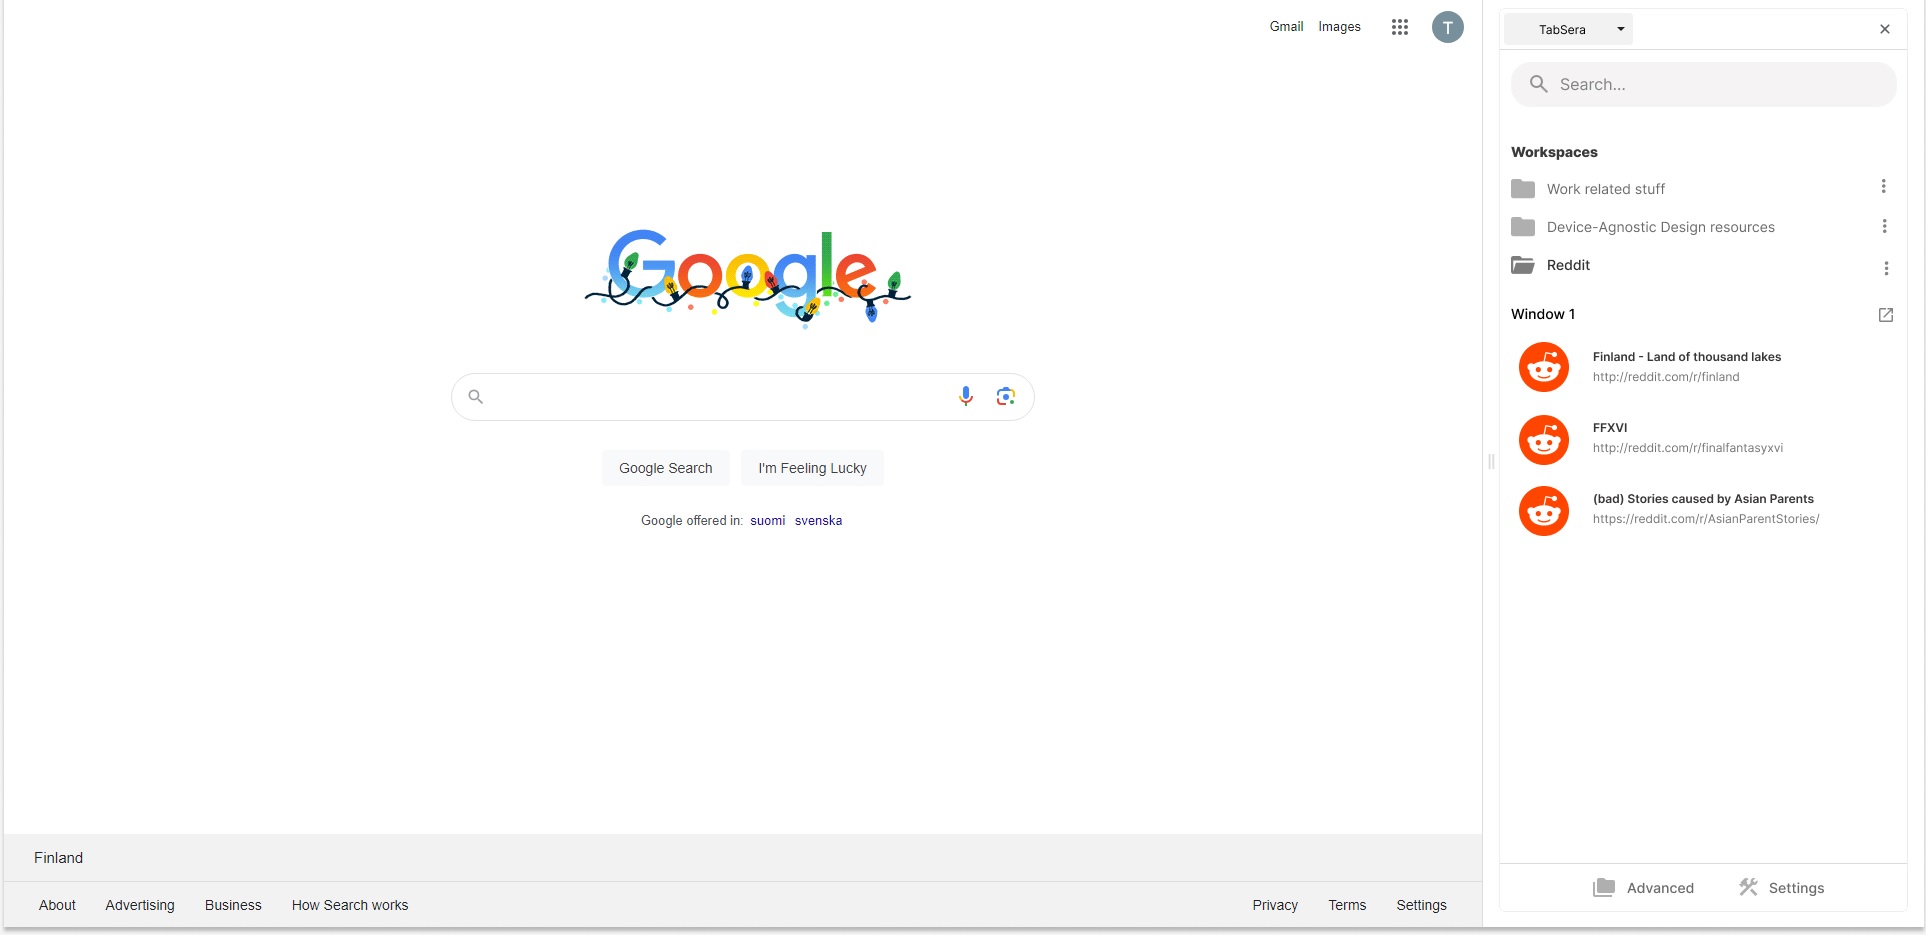 Gmail Images T
Google
Google Search I'm Feeling Lucky
Google offered in: suomi svenska
Finland
About Advertising Business How Search works
Privacy Terms Settings
TabSera
Search...
Workspaces
Work related stuff
Device-Agnostic Design resources
Reddit
Window 1
Finland - Land of thousand lakes
http://reddit.com/r/finland
FFXVI
http://reddit.com/r/finalfantasyxvi
(bad) Stories caused by Asian Parents
https://reddit.com/r/AsianParentStories/
Advanced Settings